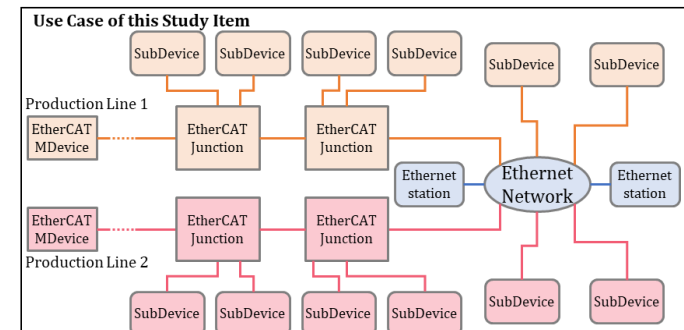 Use Case of this Study Item
SubDevice
SubDevice
SubDevice
SubDevice
SubDevice
SubDevice
Production Line 1
EtherCAT
MDevice
EtherCAT
Junction
EtherCAT
Junction
Ethernet
station
Ethernet
Network
Ethernet
station
EtherCAT
MDevice
EtherCAT
Junction
EtherCAT
Junction
Production Line 2
SubDevice
SubDevice
SubDevice
SubDevice
SubDevice
SubDevice